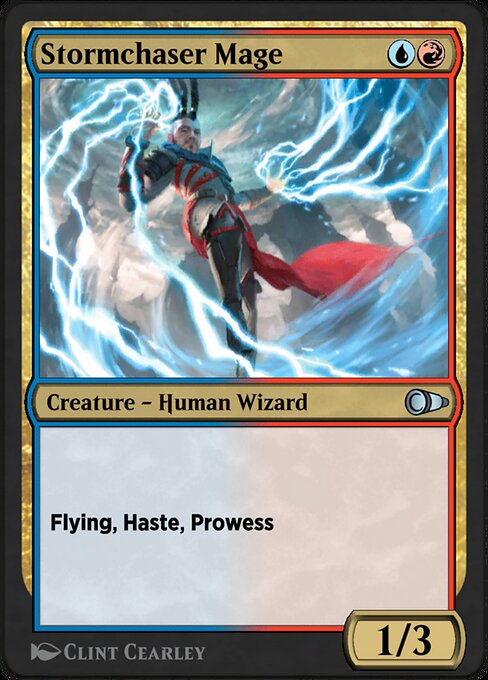 Stormchaser Mage
Creature – Human Wizard
Flying, Haste, Prowess
1/3
Clint Cearley